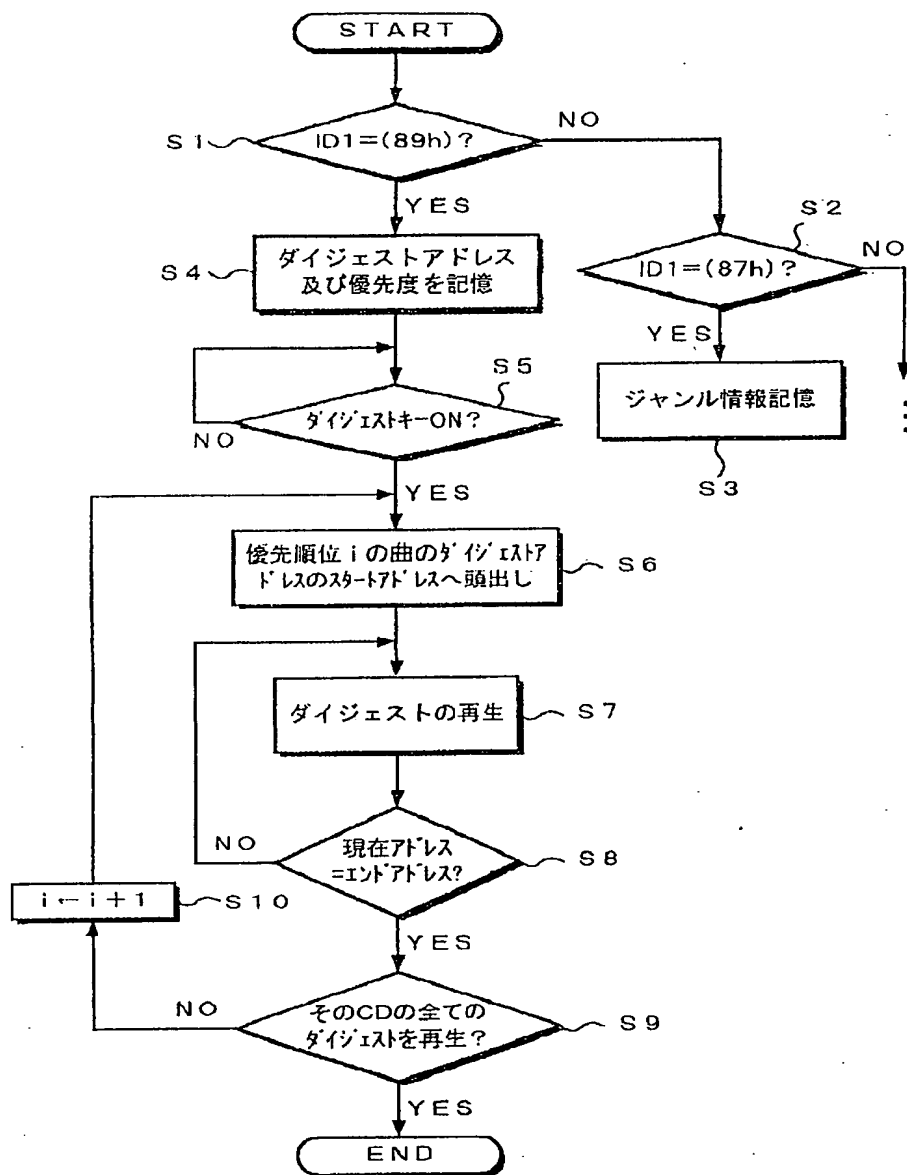 START
S1
ID1=(89h)?
NO
YES
S2
S4
ダイジェストアドレス
及び優先度を記憶
ID1=(87h)?
NO
YES
S5
ダイジェストキーON?
NO
ジャンル情報記憶
S3
YES
優先順位iの曲のダイジェストア
ドレスのスタートアドレスへ頭出し
S6
ダイジェストの再生
S7
NO
現在アドレス
=エンドアドレス?
S8
i←i+1
S10
YES
NO
そのCDの全ての
ダイジェストを再生?
S9
YES
END